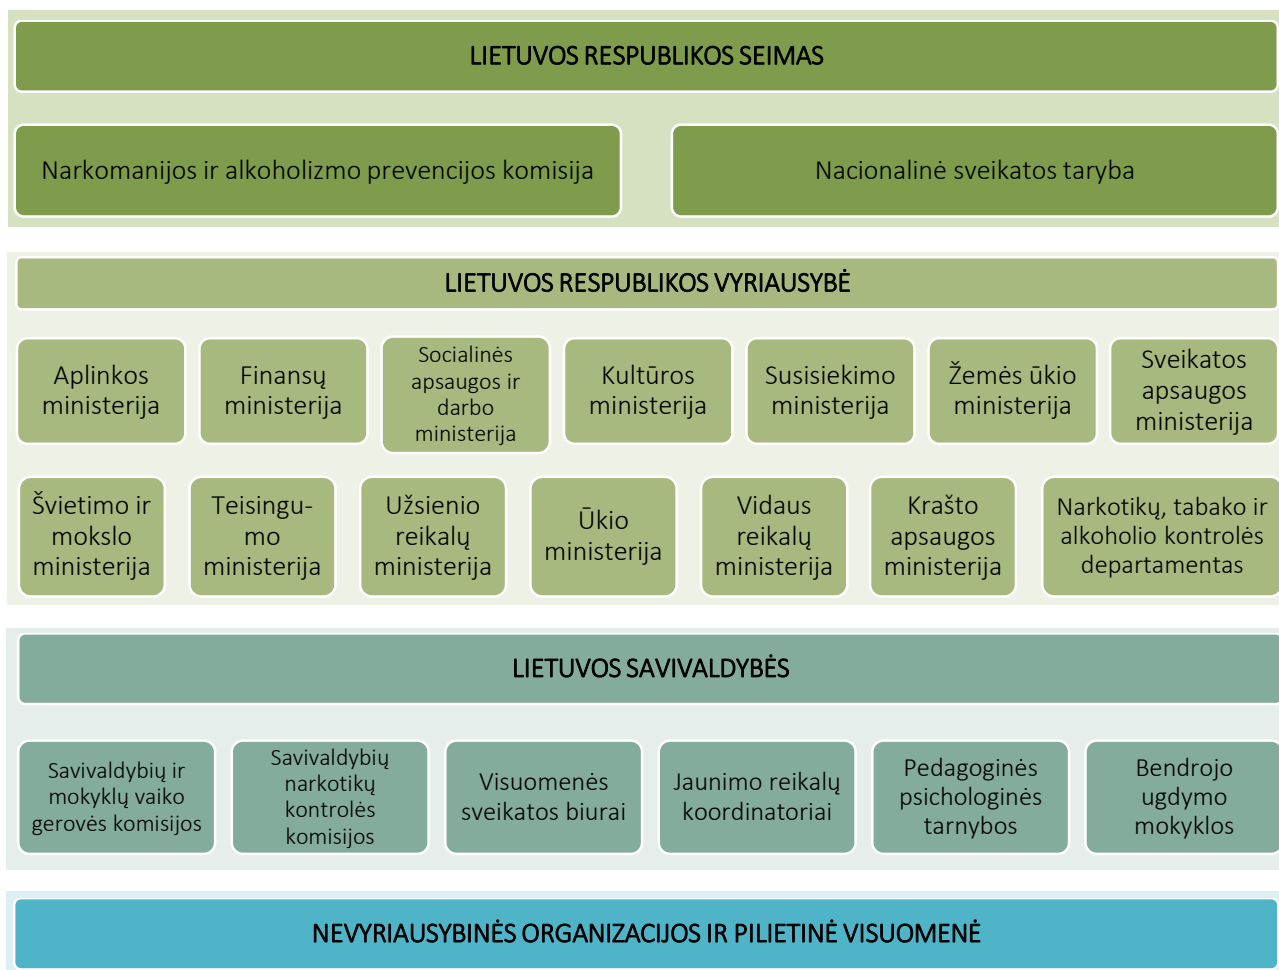 LIETUVOS RESPUBLIKOS SEIMAS
Narkomanijos ir alkoholizmo prevencijos komisija
Nacionalinė sveikatos taryba
LIETUVOS RESPUBLIKOS VYRIAUSYBĖ
Aplinkos
ministerija
Finansų
ministerija
Socialinės
apsaugos ir
darbo
ministerija
Kultūros
ministerija
Susisiekimo
ministerija
Žemės ūkio
ministerija
Sveikatos
apsaugos
ministerija
Švietimo ir
mokslo
ministerija
Teisingu-
mo
ministerija
Užsienio
reikalų
ministerija
Ūkio
ministerija
Vidaus
reikalų
ministerija
Krašto
apsaugos
ministerija
Narkotikų, tabako ir
alkoholio kontrolės
departamentas
LIETUVOS SAVIVALDYBĖS
Savivaldybių ir
mokyklų vaiko
gerovės komisijos
Savivaldybių
narkotikų
kontrolės
komisijos
Visuomenės
sveikatos biurai
Jaunimo reikalų
koordinatoriai
Pedagoginės
psichologinės
tarnybos
Bendrojo
ugdymo
mokyklos
NEVYRIAUSYBINĖS ORGANIZACIJOS IR PILIETINĖ VISUOMENĖ